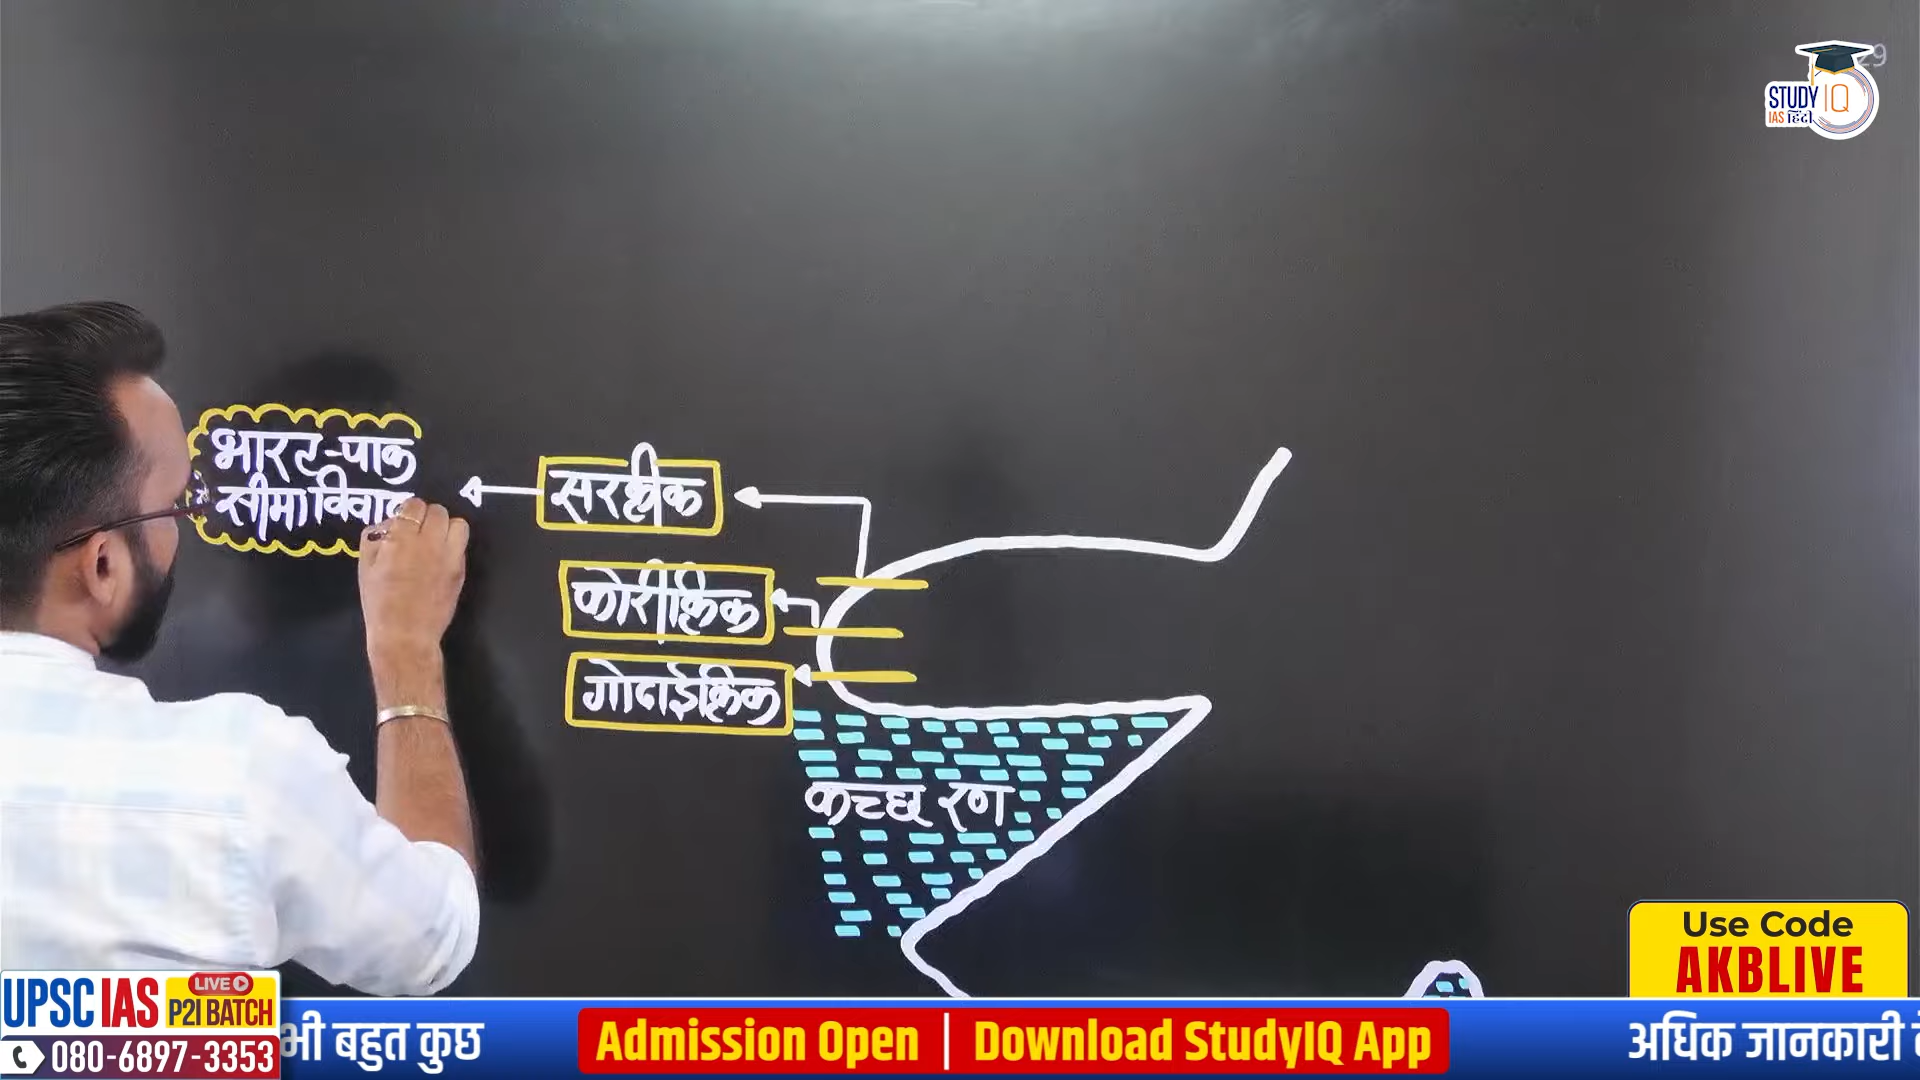 29
STUDY IQ
IAS हिंदी
भारत-पाक
सीमा विवाद
सरक्रीक
कोरीक्रिक
गोदाईक्रिक
कच्छ रण
Use Code
AKBLIVE
UPSC IAS
LIVE
P2I BATCH
080-6897-3353
भी बहुत कुछ
Admission Open | Download StudyIQ App
अधिक जानकारी